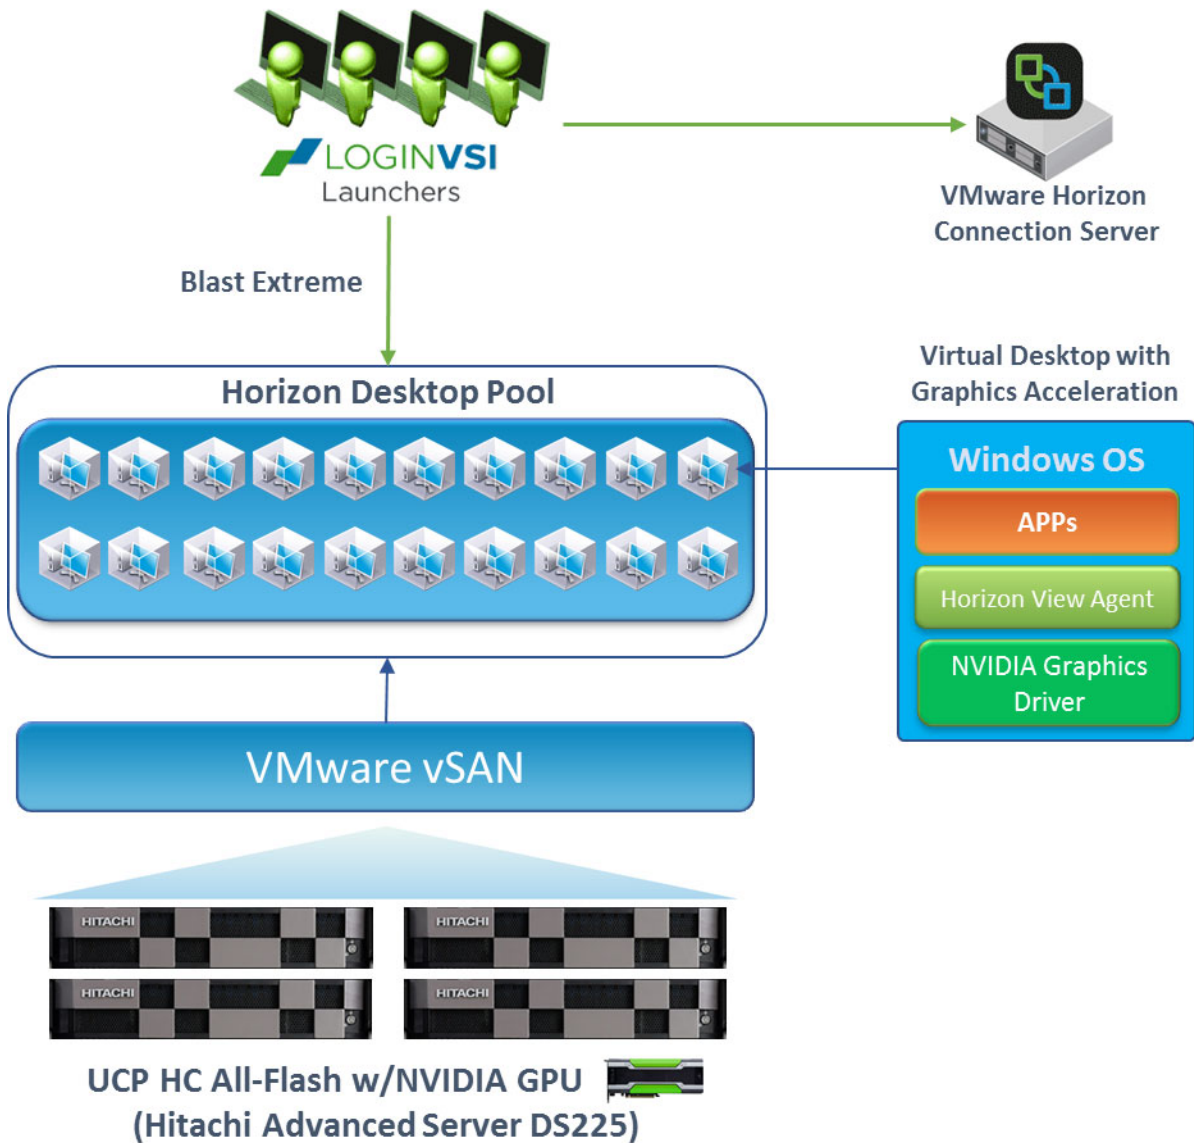 LOGINVSI
Launchers
VMware Horizon
Connection Server
Blast Extreme
Virtual Desktop with
Graphics Acceleration
Horizon Desktop Pool
Windows OS
APPs
Horizon View Agent
NVIDIA Graphics
Driver
VMware vSAN
HITACHI
HITACHI
HITACHI
HITACHI
UCP HC All-Flash w/NVIDIA GPU
(Hitachi Advanced Server DS225)